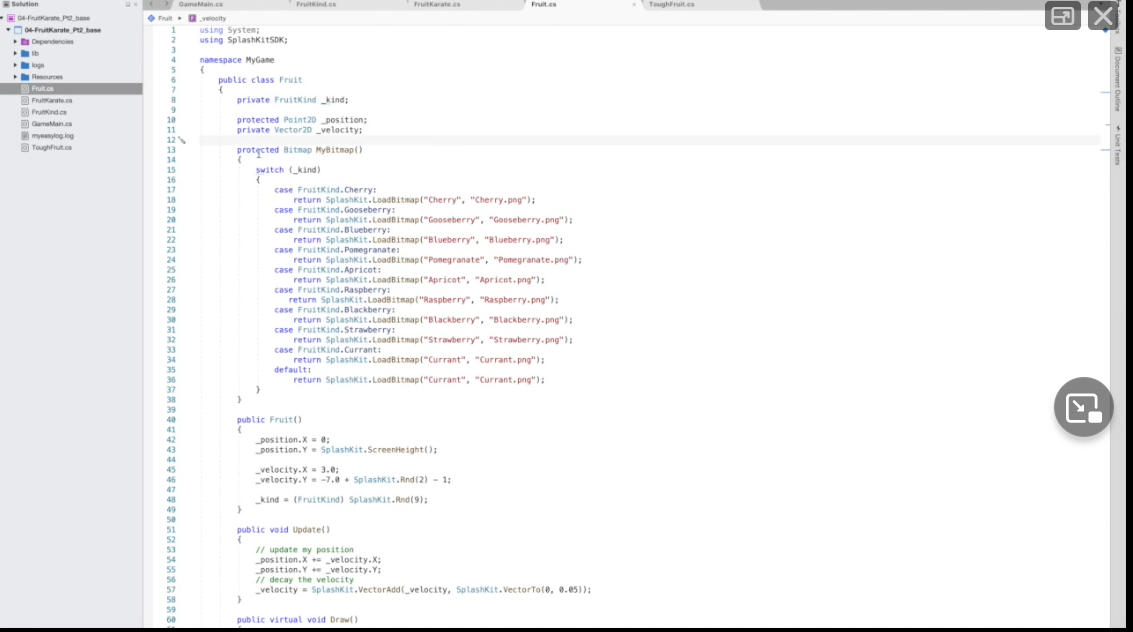 Solution
GameMain.cs
FruitKind.cs
FruitKarate.cs
Fruit.cs
ToughFruit.cs
04-FruitKarate_Pt2_base
04-FruitKarate_Pt2_base
Dependencies
lib
logs
Resources
Fruit.cs
FruitKarate.cs
FruitKind.cs
GameMain.cs
myeasylog.log
ToughFruit.cs
Fruit
_velocity
1 using System;
2 using SplashKitSDK;
3
4 namespace MyGame
5 {
6 public class Fruit
7 {
8 private FruitKind _kind;
9
10 protected Point2D _position;
11 private Vector2D _velocity;
12
13 protected Bitmap MyBitmap()
14 {
15 switch (_kind)
16 {
17 case FruitKind.Cherry:
18 return SplashKit.LoadBitmap("Cherry", "Cherry.png");
19 case FruitKind.Gooseberry:
20 return SplashKit.LoadBitmap("Gooseberry", "Gooseberry.png");
21 case FruitKind.Blueberry:
22 return SplashKit.LoadBitmap("Blueberry", "Blueberry.png");
23 case FruitKind.Pomegranate:
24 return SplashKit.LoadBitmap("Pomegranate", "Pomegranate.png");
25 case FruitKind.Apricot:
26 return SplashKit.LoadBitmap("Apricot", "Apricot.png");
27 case FruitKind.Raspberry:
28 return SplashKit.LoadBitmap("Raspberry", "Raspberry.png");
29 case FruitKind.Blackberry:
30 return SplashKit.LoadBitmap("Blackberry", "Blackberry.png");
31 case FruitKind.Strawberry:
32 return SplashKit.LoadBitmap("Strawberry", "Strawberry.png");
33 case FruitKind.Currant:
34 return SplashKit.LoadBitmap("Currant", "Currant.png");
35 default:
36 return SplashKit.LoadBitmap("Currant", "Currant.png");
37 }
38 }
39
40 public Fruit()
41 {
42 _position.X = 0;
43 _position.Y = SplashKit.ScreenHeight();
44
45 _velocity.X = 3.0;
46 _velocity.Y = -7.0 + SplashKit.Rnd(2) - 1;
47
48 _kind = (FruitKind) SplashKit.Rnd(9);
49 }
50
51 public void Update()
52 {
53 // update my position
54 _position.X += _velocity.X;
55 _position.Y += _velocity.Y;
56 // decay the velocity
57 _velocity = SplashKit.VectorAdd(_velocity, SplashKit.VectorTo(0, 0.05));
58 }
59
60 public virtual void Draw()
Document Outline
Unit Tests